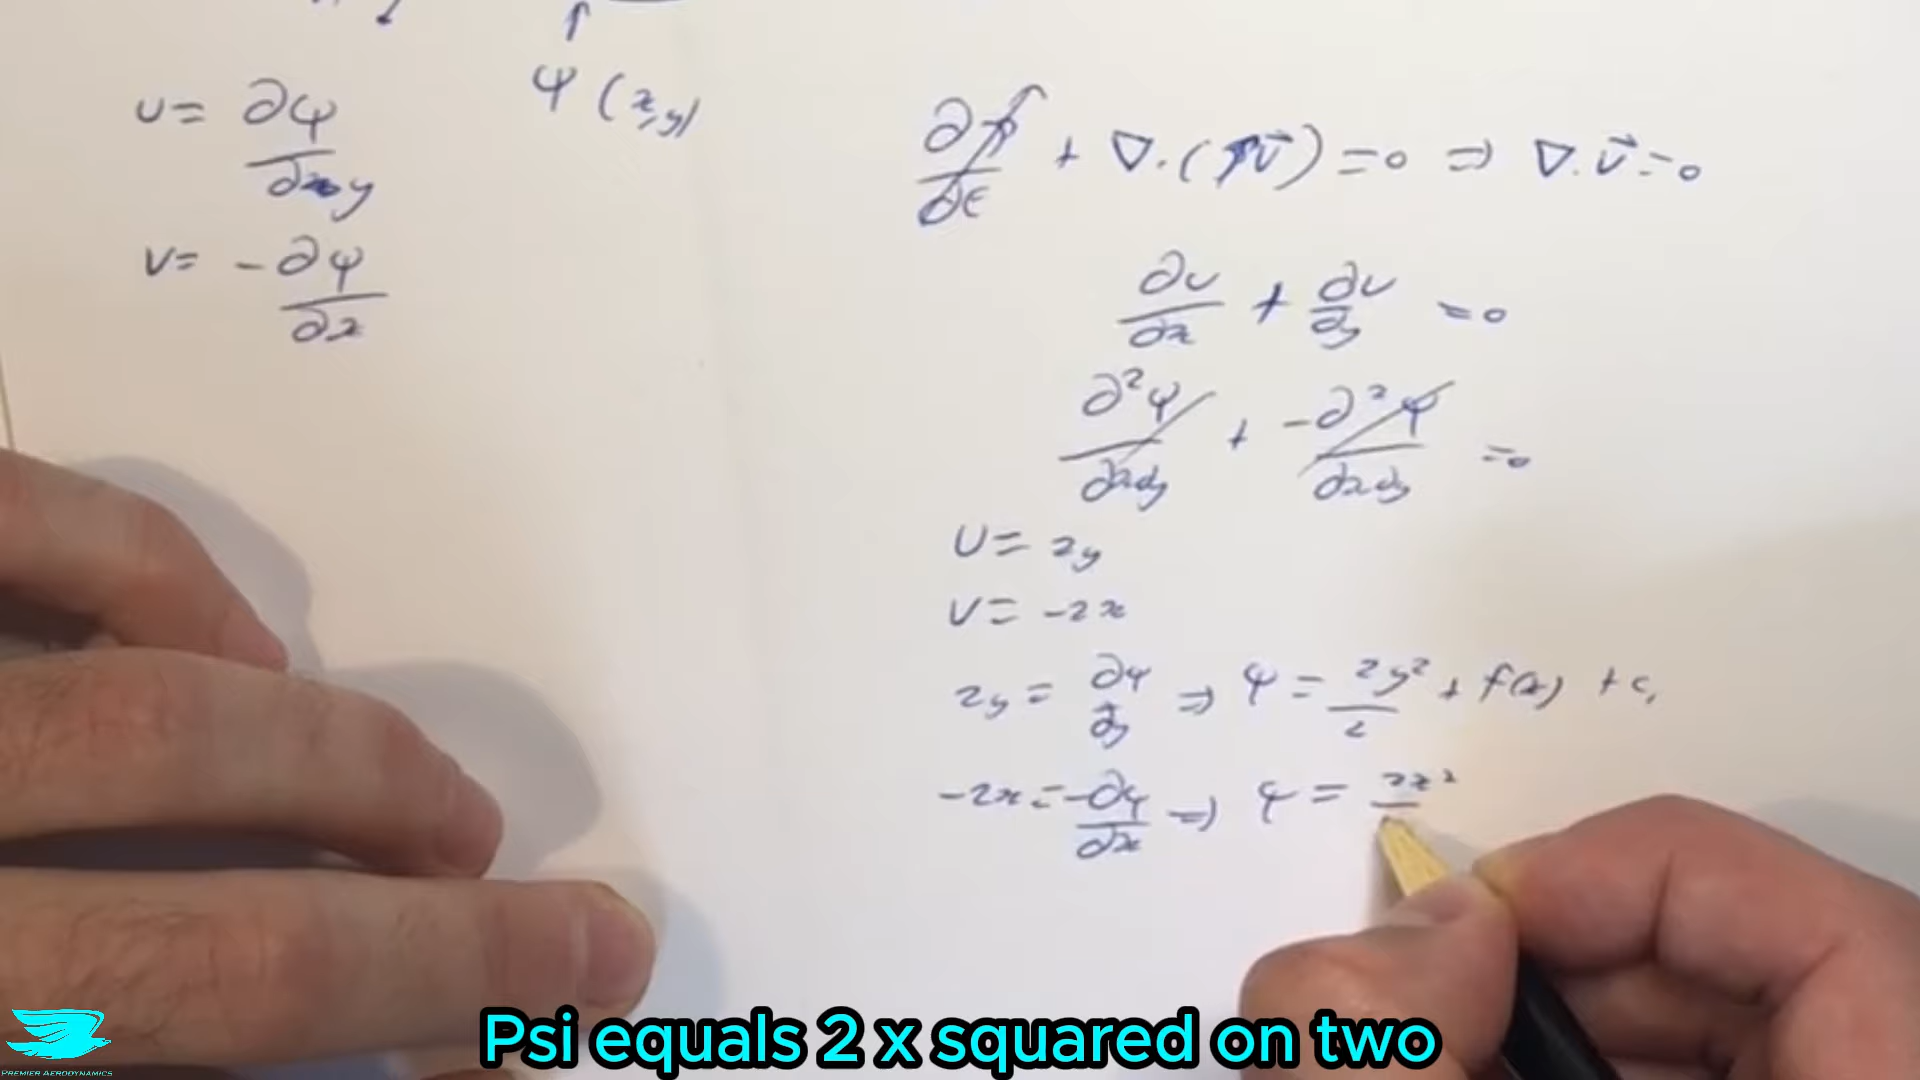 u = ∂ψ/∂y
v = -∂ψ/∂x
ψ (x,y)
∂ρ/∂t + ∇·(ρv⃗) = 0 ⇒ ∇·v⃗ = 0
∂u/∂x + ∂v/∂y = 0
∂²ψ/∂x∂y + -∂²ψ/∂x∂y = 0
u = 2y
v = -2x
2y = ∂ψ/∂y ⇒ ψ = 2y²/2 + f(x) + c₁
-2x = -∂ψ/∂x ⇒ ψ = 2x²
Psi equals 2 x squared on two
PREMIER AERODYNAMICS